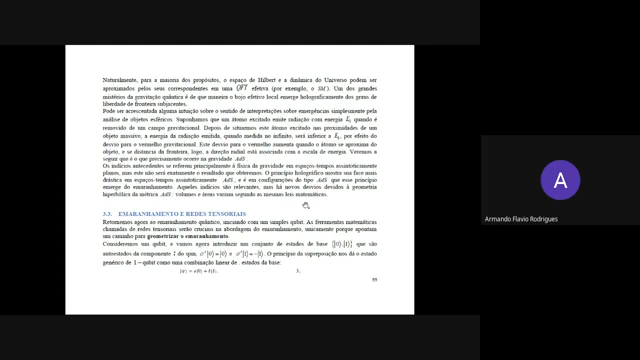 Naturalmente, para a maioria dos propósitos, o espaço de Hilbert e a dinâmica do Universo podem ser
aproximados pelos seus correspondentes em uma QFT efetiva (por exemplo, o SM). Um dos grandes
mistérios da gravitação quântica é de que maneira o bojo efetivo local emerge holograficamente dos graus de
liberdade de fronteira subjacentes.
Pode ser acrescentada alguma intuição sobre o sentido de interpretações sobre emergências simplesmente pela
análise de objetos esféricos. Suponhamos que um átomo excitado emite radiação com energia E quando é
removido de um campo gravitacional. Depois de situarmos este átomo excitado nas proximidades de um
objeto massivo, a energia da radiação emitida, quando medida no infinito, será inferior a E, por efeito do
desvio para o vermelho gravitacional. Este desvio para o vermelho aumenta quando o átomo se aproxima do
objeto, e se distancia da fronteira, logo, a direção radial está associada com a escala de energia. Veremos a
seguir que é o que precisamente ocorre na gravidade AdS.
Os indícios antecedentes se referem principalmente à física da gravidade em espaços-tempos assintoticamente
planos, mas este não será exatamente o resultado que obteremos. O princípio holográfico mostra sua face mais
drástica em espaços-tempos assintoticamente AdS, e é em configurações do tipo AdS que esse princípio
emerge do emaranhamento. Aqueles indícios são relevantes, mas há novos desvios devidos à geometria
hiperbólica da métrica AdS: volumes e áreas variam segundo as mesmas leis matemáticas.
3.3. EMARANHAMENTO E REDES TENSORIAIS
Retornemos agora ao emaranhamento quântico, iniciando com um simples qubit. As ferramentas matemáticas
chamadas de redes tensoriais serão cruciais na abordagem do emaranhamento, unicamente porque apontam
um caminho para geometrizar o emaranhamento.
Consideremos um qubit, e vamos agora introduzir um conjunto de estados de base {|0⟩,|1⟩} que são
autoestados da componente z do spin, σ|0⟩=|0⟩ e σ|1⟩=-|1⟩. O princípio da superposição nos dá o estado
genérico de 1-qubit como uma combinação linear de estados da base:
99
A
Armando Flavio Rodrigues